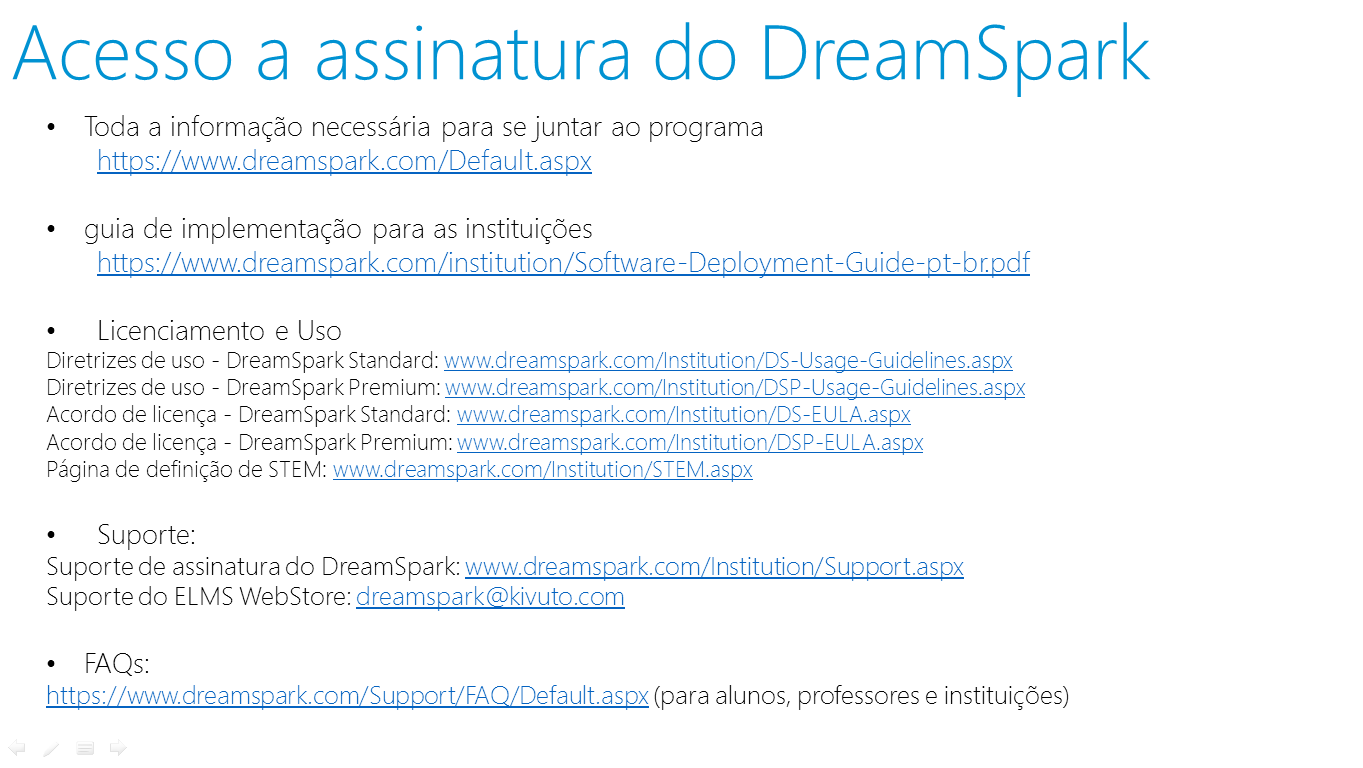 Acesso a assinatura do DreamSpark
• Toda a informação necessária para se juntar ao programa
https://www.dreamspark.com/Default.aspx
• guia de implementação para as instituições
https://www.dreamspark.com/institution/Software-Deployment-Guide-pt-br.pdf
• Licenciamento e Uso
Diretrizes de uso - DreamSpark Standard: www.dreamspark.com/Institution/DS-Usage-Guidelines.aspx
Diretrizes de uso - DreamSpark Premium: www.dreamspark.com/Institution/DSP-Usage-Guidelines.aspx
Acordo de licença - DreamSpark Standard: www.dreamspark.com/Institution/DS-EULA.aspx
Acordo de licença - DreamSpark Premium: www.dreamspark.com/Institution/DSP-EULA.aspx
Página de definição de STEM: www.dreamspark.com/Institution/STEM.aspx
• Suporte:
Suporte de assinatura do DreamSpark: www.dreamspark.com/Institution/Support.aspx
Suporte do ELMS WebStore: dreamspark@kivuto.com
• FAQs:
https://www.dreamspark.com/Support/FAQ/Default.aspx (para alunos, professores e instituições)